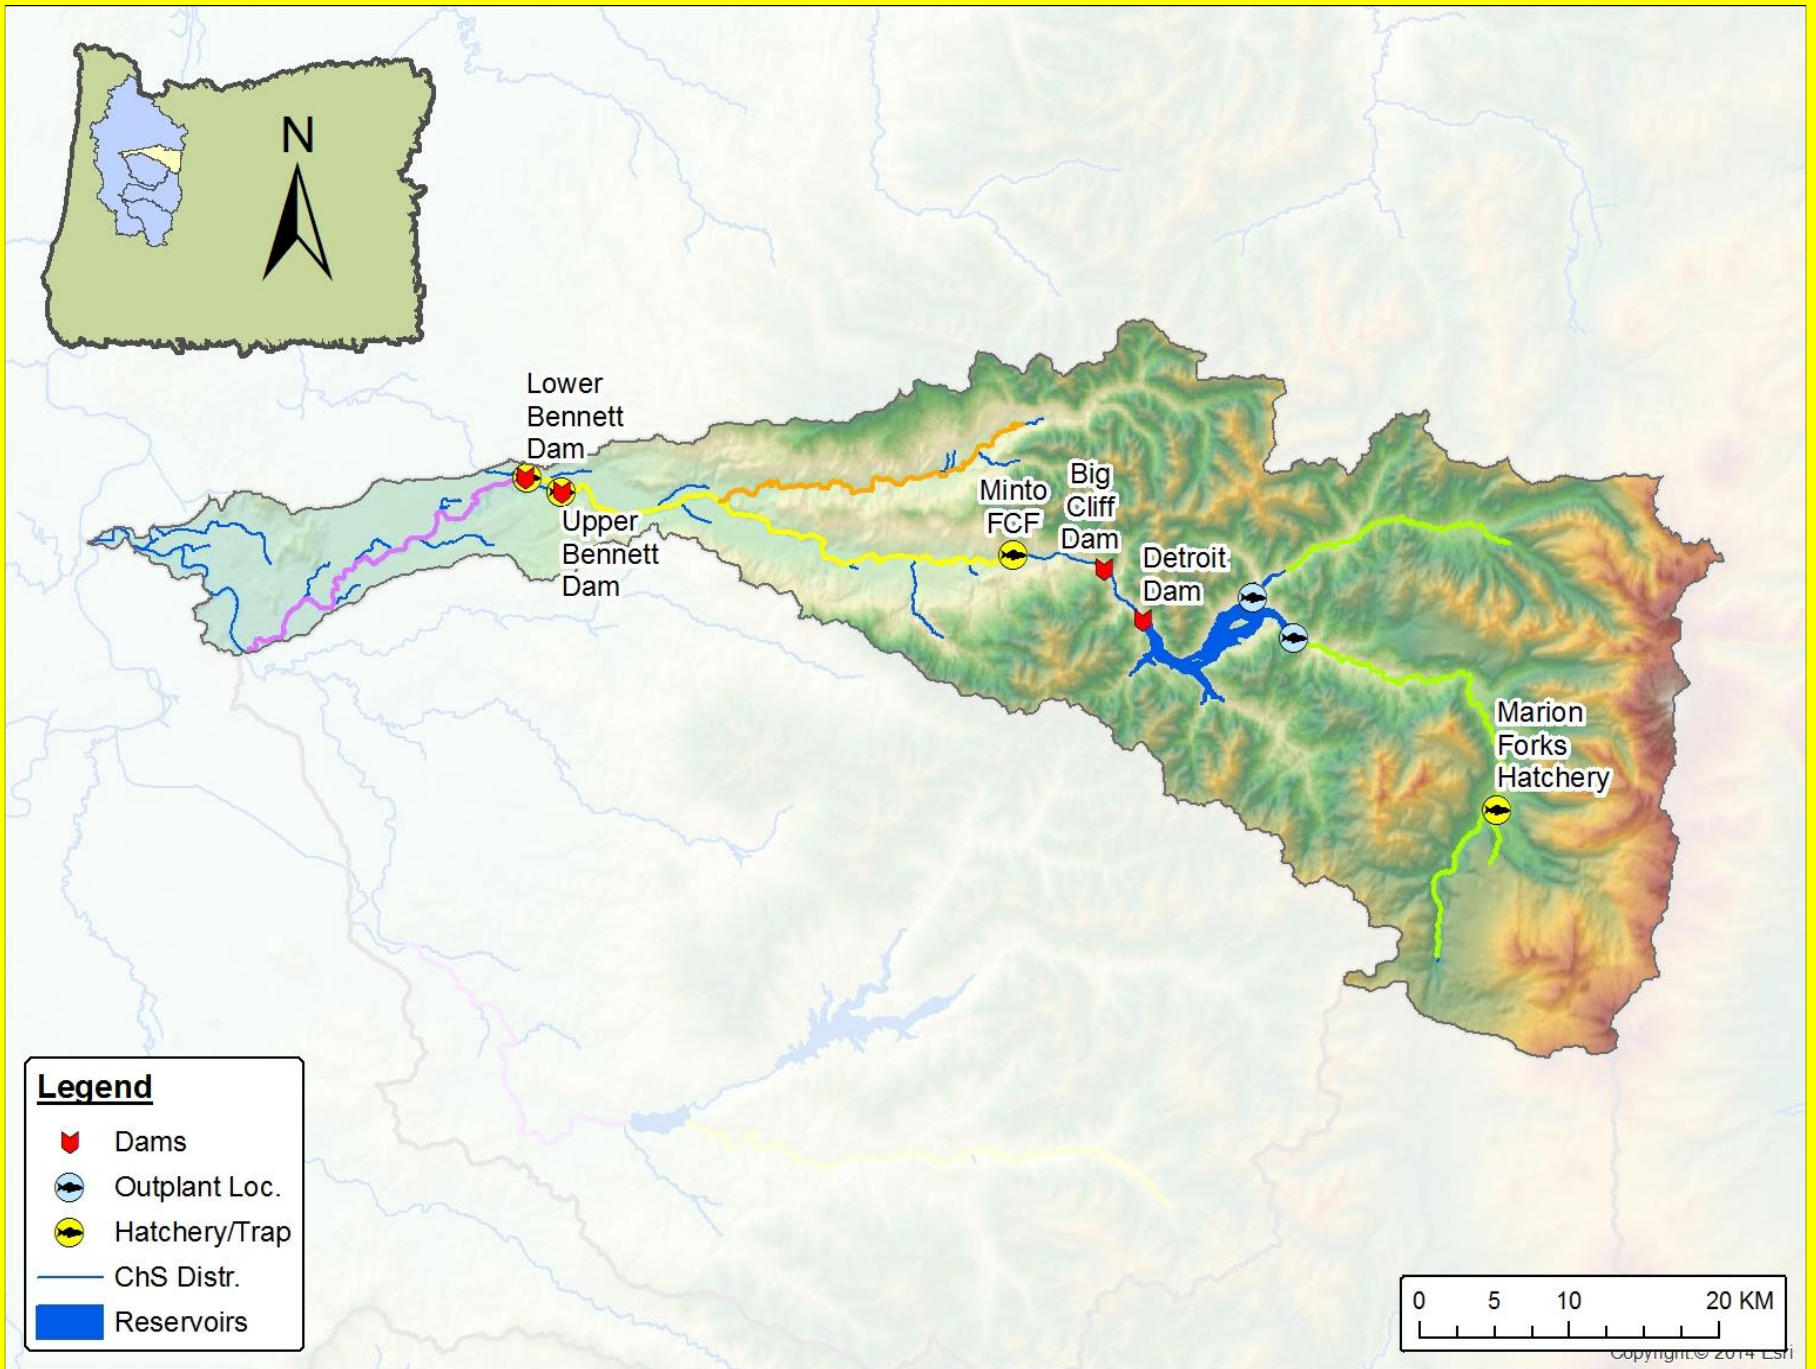 N
Lower
Bennett
Dam
Upper
Bennett
Dam
Minto
FCF
Big
Cliff
Dam
Detroit
Dam
Marion
Forks
Hatchery
Legend
Dams
Outplant Loc.
Hatchery/Trap
ChS Distr.
Reservoirs
0 5 10 20 KM
Copyright:© 2014 Esri